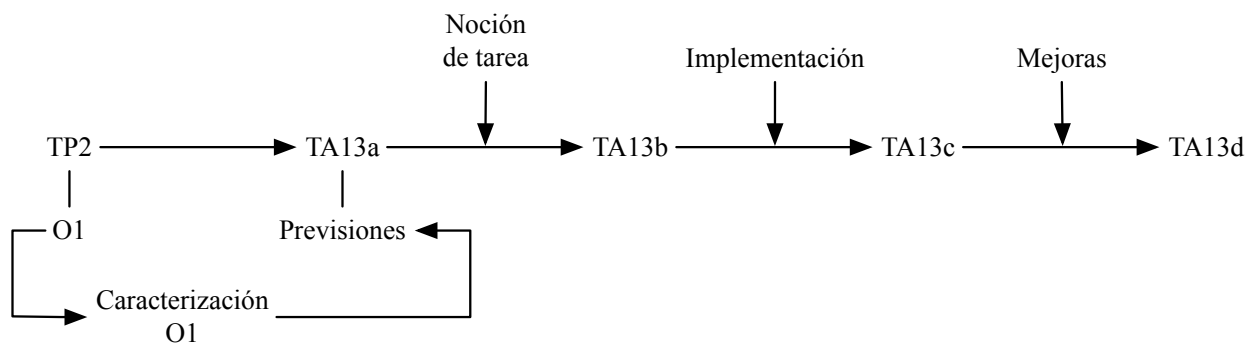 Noción
de tarea
Implementación
Mejoras
TP2
TA13a
TA13b
TA13c
TA13d
O1
Previsiones
Caracterización
O1